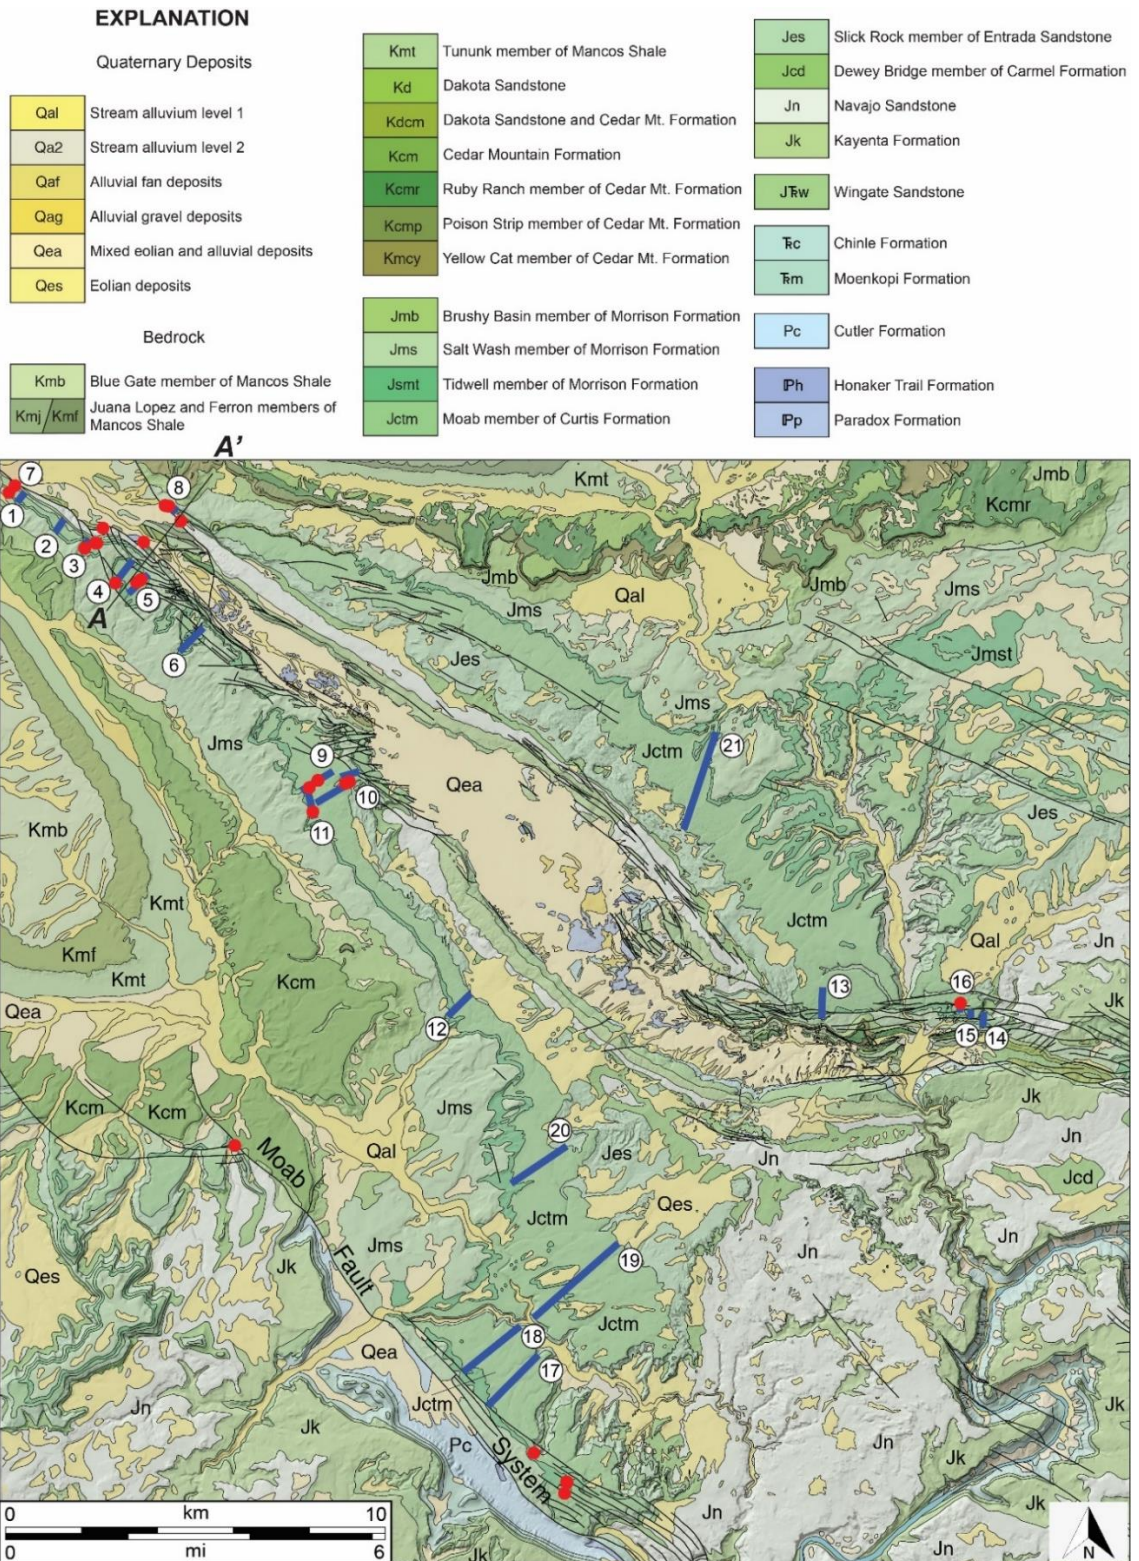 EXPLANATION
Quaternary Deposits
Qal Stream alluvium level 1
Qa2 Stream alluvium level 2
Qaf Alluvial fan deposits
Qag Alluvial gravel deposits
Qea Mixed eolian and alluvial deposits
Qes Eolian deposits
Bedrock
Kmb Blue Gate member of Mancos Shale
Kmj/Kmf Juana Lopez and Ferron members of
Mancos Shale
Kmt Tununk member of Mancos Shale
Kd Dakota Sandstone
Kdcm Dakota Sandstone and Cedar Mt. Formation
Kcm Cedar Mountain Formation
Kcmr Ruby Ranch member of Cedar Mt. Formation
Kcmp Poison Strip member of Cedar Mt. Formation
Kmcy Yellow Cat member of Cedar Mt. Formation
Jmb Brushy Basin member of Morrison Formation
Jms Salt Wash member of Morrison Formation
Jsmt Tidwell member of Morrison Formation
Jctm Moab member of Curtis Formation
Jes Slick Rock member of Entrada Sandstone
Jcd Dewey Bridge member of Carmel Formation
Jn Navajo Sandstone
Jk Kayenta Formation
JTRw Wingate Sandstone
TRc Chinle Formation
TRm Moenkopi Formation
Pc Cutler Formation
IPh Honaker Trail Formation
IPp Paradox Formation
A'
7
8
Kmt
Jmb
1
Kcmr
2
3
Jmb
4
5
Qal
Jmb
Jms
A
Jms
6
Jes
Jmst
Jms
Jms
Jctm
21
9
Qea
10
Jes
11
Kmb
Kmt
Jctm
Kmf
Qal
Jn
Kmt
Kcm
13
16
Jk
Qea
12
15
14
Kcm
Kcm
Jms
Jk
20
Jn
Moab
Qal
Jes
Jn
Jcd
Qes
Jctm
Jms
Jn
Jn
19
Qes
Jk
Fault
Jctm
18
Qea
17
Jn
Jctm
Jk
Jk
System
Pc
Jn
Jk
Jn
Jk
Jk
Jn
0 km 10
0 mi 6
N